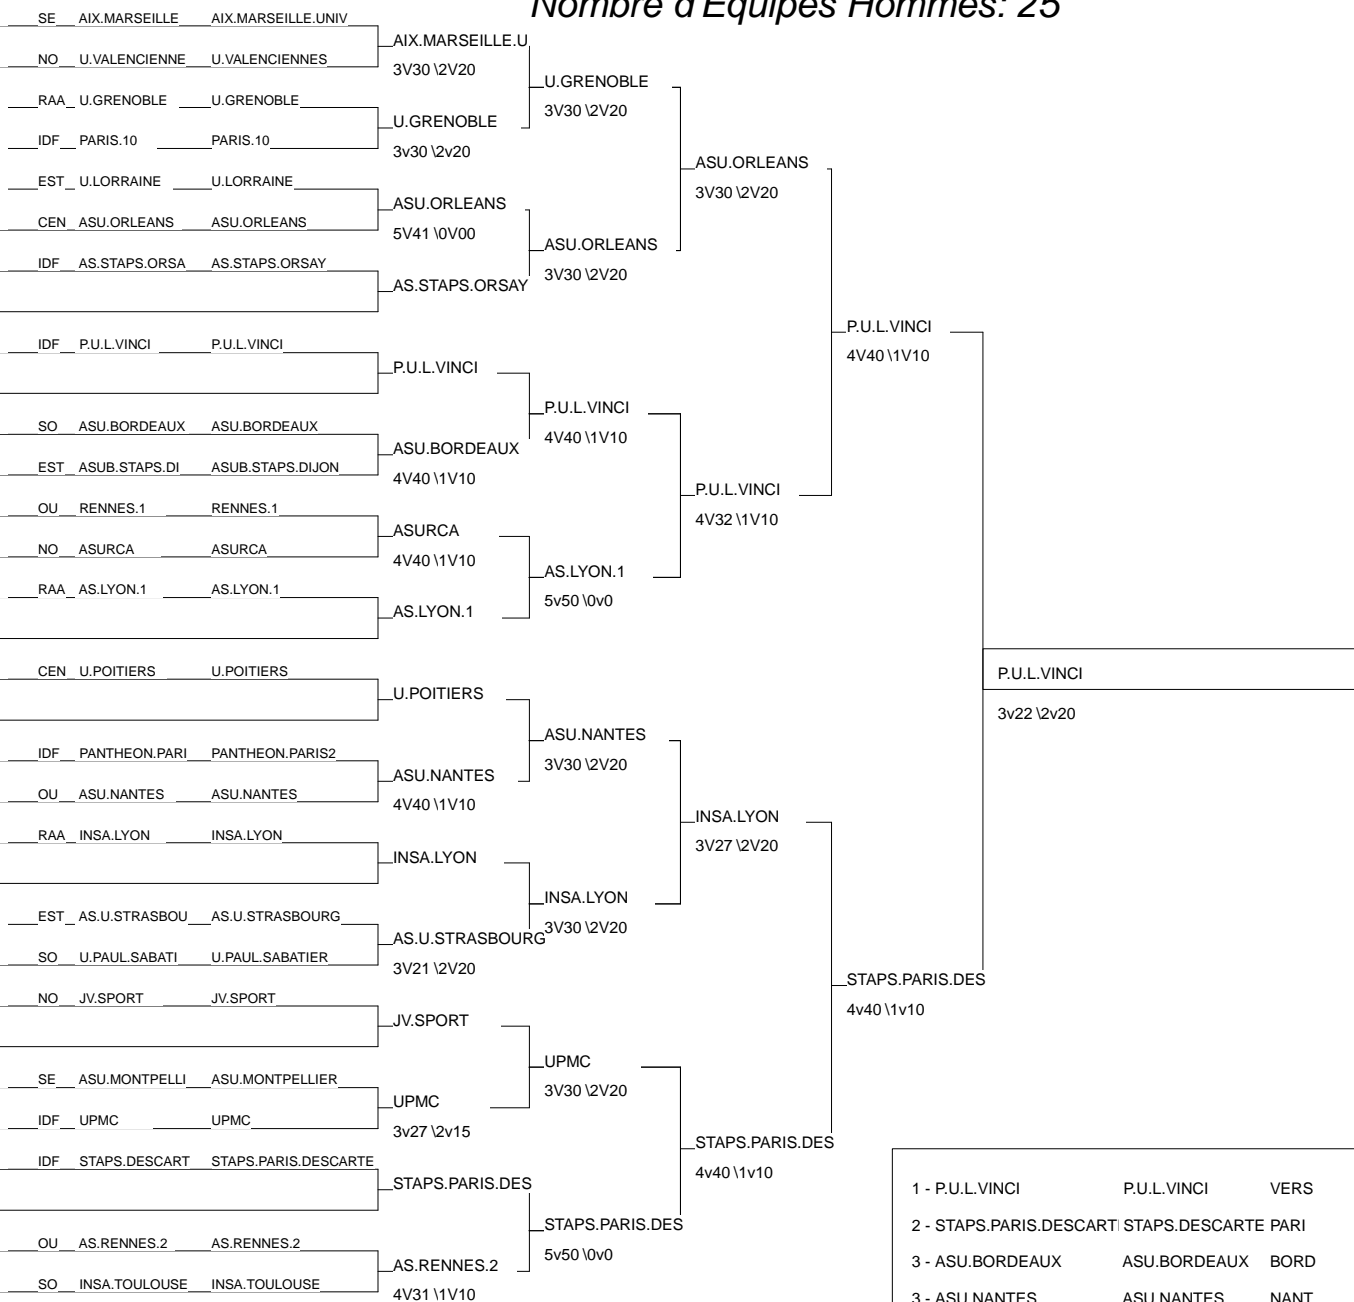 Nombre d'Equipes Hommes: 25
SE AIX.MARSEILLE AIX.MARSEILLE.UNIV
AIX.MARSEILLE.U
NO U.VALENCIENNE U.VALENCIENNES
3V30 \2V20
U.GRENOBLE
RAA U.GRENOBLE U.GRENOBLE
3V30 \2V20
U.GRENOBLE
IDF PARIS.10 PARIS.10
3v30 \2v20
ASU.ORLEANS
EST U.LORRAINE U.LORRAINE
3V30 \2V20
ASU.ORLEANS
CEN ASU.ORLEANS ASU.ORLEANS
5V41 \0V00
ASU.ORLEANS
IDF AS.STAPS.ORSA AS.STAPS.ORSAY
3V30 \2V20
AS.STAPS.ORSAY
P.U.L.VINCI
IDF P.U.L.VINCI P.U.L.VINCI
4V40 \1V10
P.U.L.VINCI
P.U.L.VINCI
SO ASU.BORDEAUX ASU.BORDEAUX
4V40 \1V10
ASU.BORDEAUX
EST ASUB.STAPS.DI ASUB.STAPS.DIJON
4V40 \1V10
P.U.L.VINCI
OU RENNES.1 RENNES.1
4V32 \1V10
ASURCA
NO ASURCA ASURCA
4V40 \1V10
AS.LYON.1
RAA AS.LYON.1 AS.LYON.1
5v50 \0v0
AS.LYON.1
CEN U.POITIERS U.POITIERS
P.U.L.VINCI
U.POITIERS
3v22 \2v20
ASU.NANTES
IDF PANTHEON.PARI PANTHEON.PARIS2
3V30 \2V20
ASU.NANTES
OU ASU.NANTES ASU.NANTES
4V40 \1V10
INSA.LYON
RAA INSA.LYON INSA.LYON
3V27 \2V20
INSA.LYON
INSA.LYON
EST AS.U.STRASBOU AS.U.STRASBOURG
3V30 \2V20
AS.U.STRASBOURG
SO U.PAUL.SABATI U.PAUL.SABATIER
3V21 \2V20
STAPS.PARIS.DES
NO JV.SPORT JV.SPORT
4v40 \1v10
JV.SPORT
UPMC
SE ASU.MONTPELLI ASU.MONTPELLIER
3V30 \2V20
UPMC
IDF UPMC UPMC
3v27 \2v15
STAPS.PARIS.DES
IDF STAPS.DESCART STAPS.PARIS.DESCARTE
4v40 \1v10
STAPS.PARIS.DES
1 - P.U.L.VINCI P.U.L.VINCI VERS
STAPS.PARIS.DES
2 - STAPS.PARIS.DESCART STAPS.DESCARTE PARI
OU AS.RENNES.2 AS.RENNES.2
5v50 \0v0
AS.RENNES.2
3 - ASU.BORDEAUX ASU.BORDEAUX BORD
SO INSA.TOULOUSE INSA.TOULOUSE
4V31 \1V10
3 - ASU.NANTES ASU.NANTES NANT